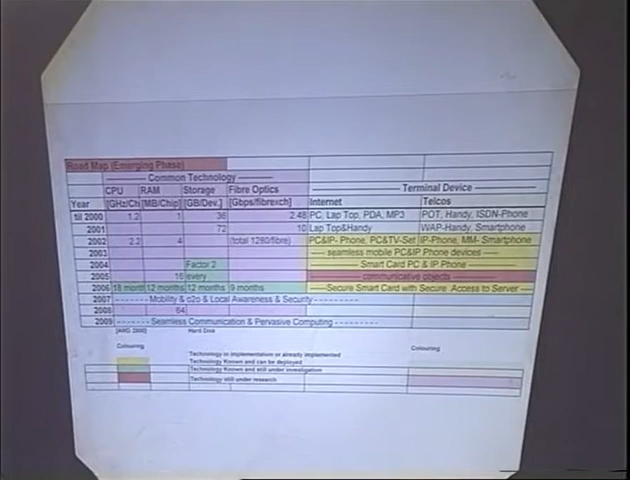 Road Map (Emerging Phase)
Common Technology
Terminal Device
CPU RAM Storage Fibre Optics
Year [GHz/Ch [MB/Chip] [GB/Dev.] [Gbps/fibrexch] Internet Telcos
til 2000 1.2 1 36 2.48 PC, Lap Top, PDA, MP3 POT, Handy, ISDN-Phone
2001 72 10 Lap Top&Handy WAP-Handy, Smartphone
2002 2.2 4 (total 1280/fibre) PC&IP- Phone, PC&TV-Set IP-Phone, MM- Smartphone
2003 seamless mobile PC&IP Phone devices
2004 Factor 2 Smart Card PC & IP Phone
2005 16 every communicative objects
2006 18 month 12 months 12 months 9 months Secure Smart Card with Secure Access to Server
2007 Mobility & o2o & Local Awareness & Security
2008 64
2009 Seamless Communication & Pervasive Computing
Hard Disk
Colouring Colouring
Technology in implementation or already implemented
Technology Known and can be deployed
Technology Known and still under investigation
Technology still under research